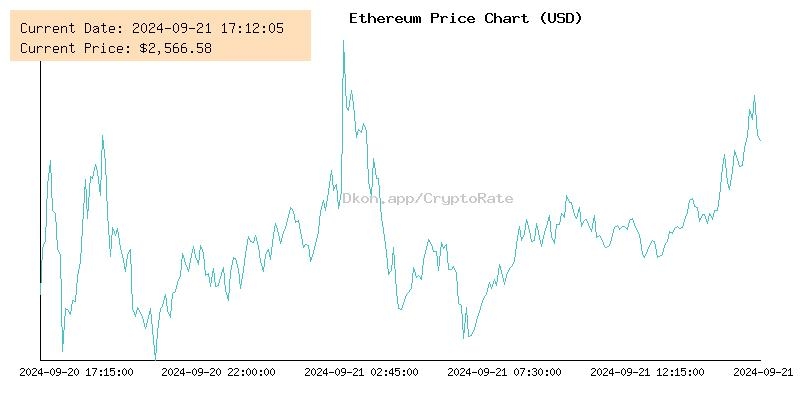 Ethereum Price Chart (USD)
Current Date: 2024-09-21 17:12:05
Current Price: $2,566.58
Dkon.app/CryptoRate
2024-09-20 17:15:00 2024-09-20 22:00:00 2024-09-21 02:45:00 2024-09-21 07:30:00 2024-09-21 12:15:00 2024-09-21